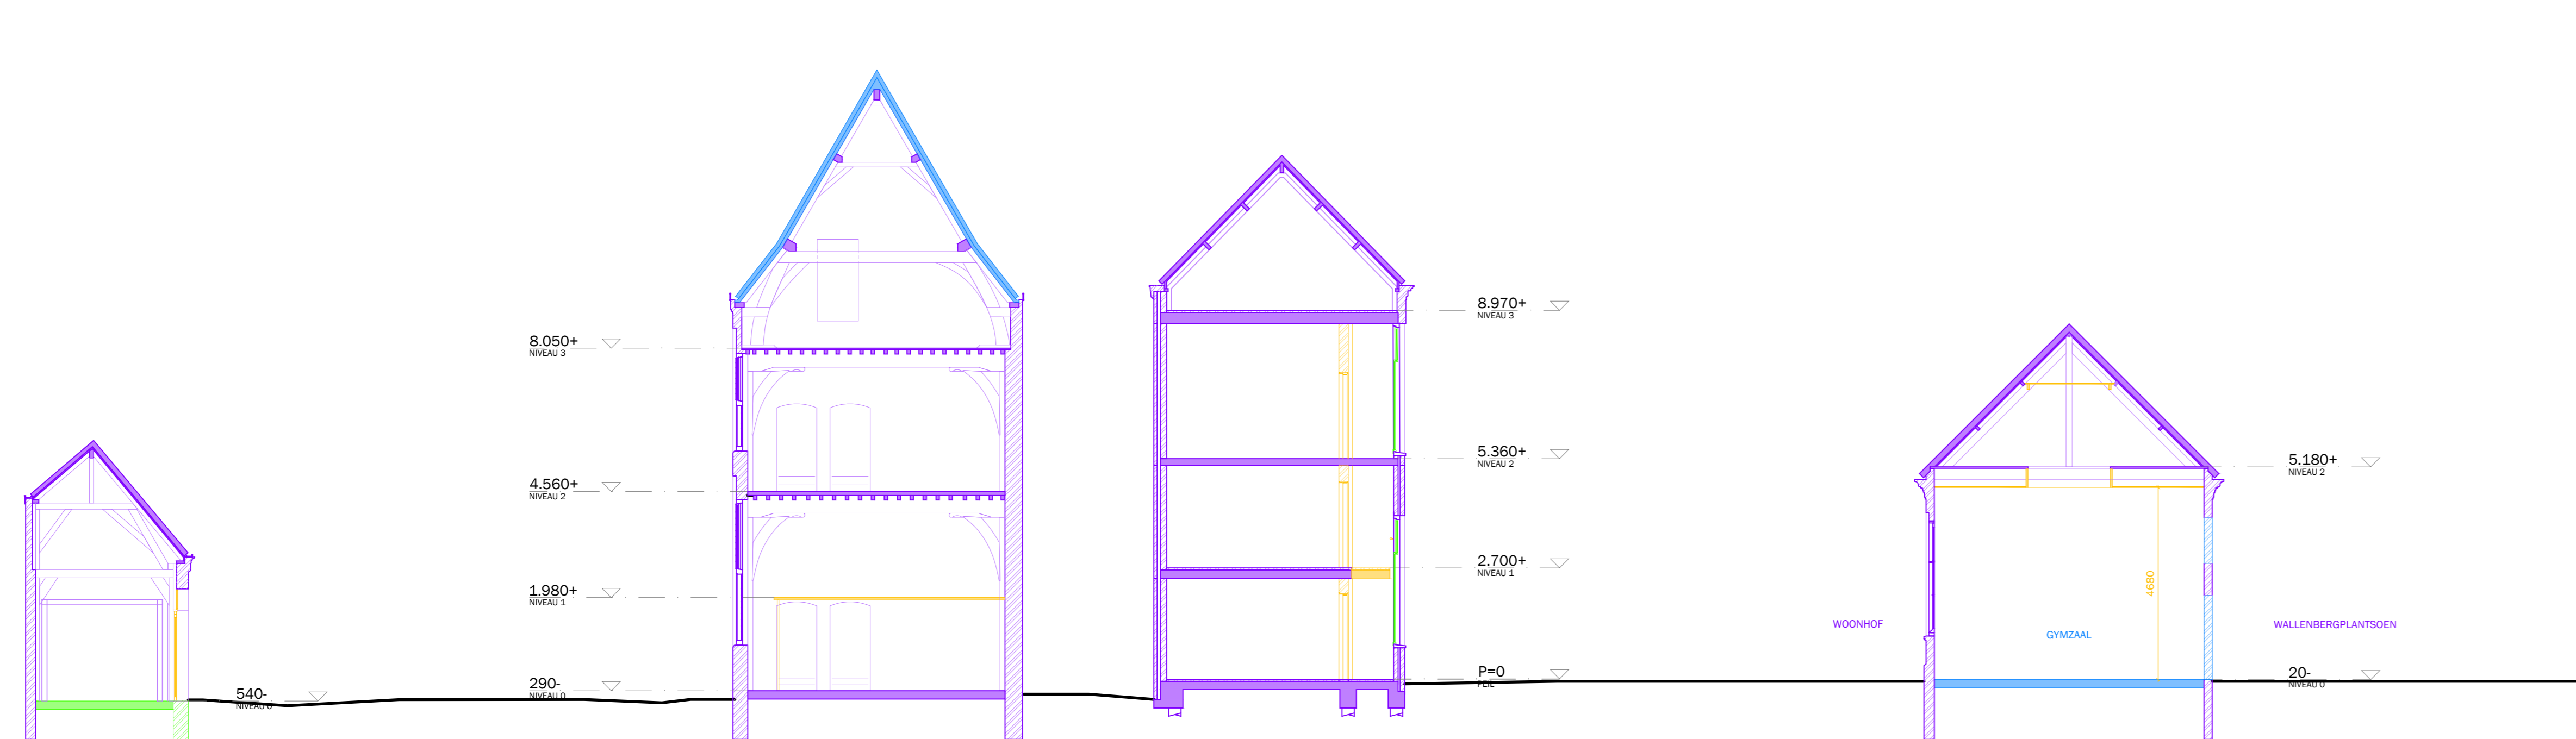 8.970+
NIVEAU 3
8.050+
NIVEAU 3
5.360+
NIVEAU 2
5.180+
NIVEAU 2
4.560+
NIVEAU 2
2.700+
NIVEAU 1
4680
1.980+
NIVEAU 1
WOONHOF
GYMZAAL
WALLENBERGPLANTSOEN
P=0
PEIL
20-
NIVEAU 0
290-
NIVEAU 0
540-
NIVEAU 0